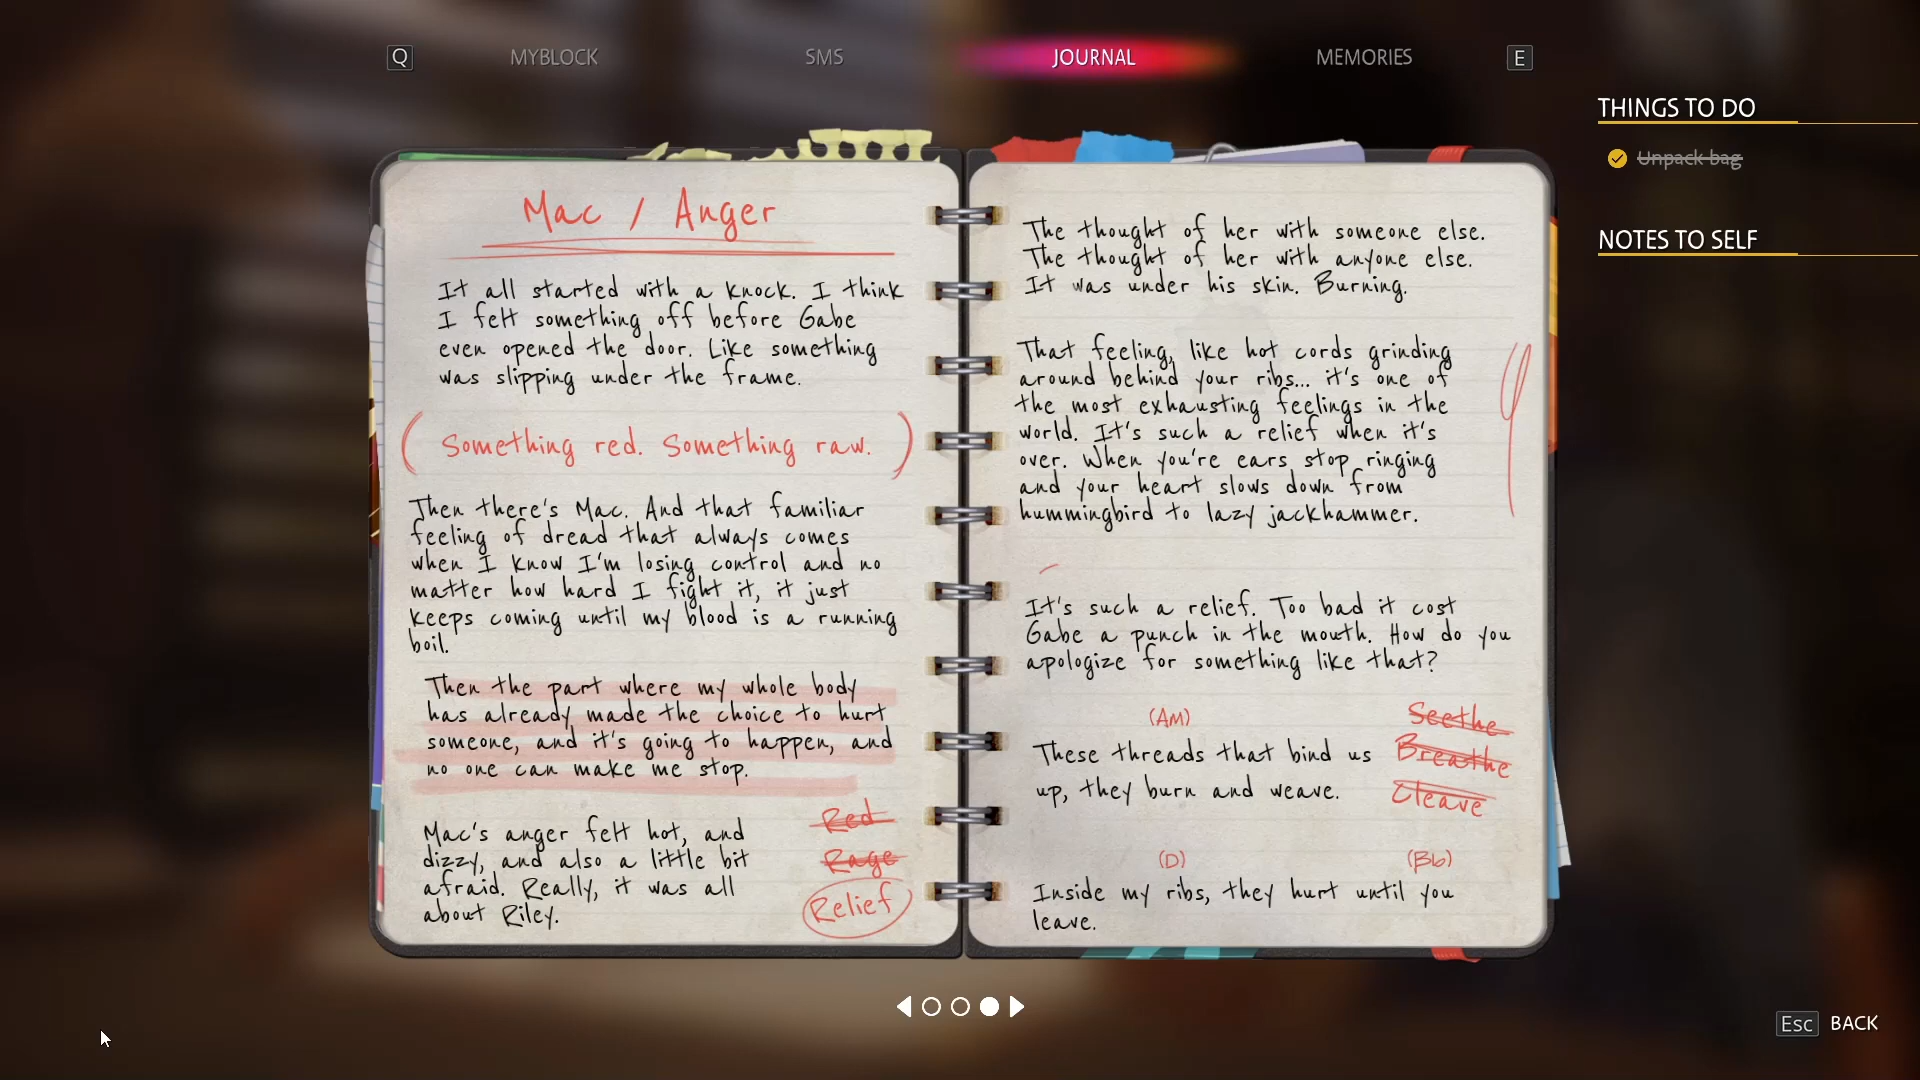 Q
MYBLOCK
SMS
JOURNAL
MEMORIES
E
THINGS TO DO
Unpack bag
NOTES TO SELF
Mac / Anger
It all started with a knock. I think
I felt something off before Gabe
even opened the door. Like something
was slipping under the frame.
( Something red. Something raw. )
Then there's Mac. And that familiar
feeling of dread that always comes
when I know I'm losing control and no
matter how hard I fight it, it just
keeps coming until my blood is a running
boil.
Then the part where my whole body
has already made the choice to hurt
someone, and it's going to happen, and
no one can make me stop.
Mac's anger felt hot, and
dizzy, and also a little bit
afraid. Really, it was all
about Riley.
Red
Rage
Relief
The thought of her with someone else.
The thought of her with anyone else.
It was under his skin. Burning.
That feeling, like hot cords grinding
around behind your ribs... it's one of
the most exhausting feelings in the
world. It's such a relief when it's
over. When you're ears stop ringing
and your heart slows down from
hummingbird to lazy jackhammer.
It's such a relief. Too bad it cost
Gabe a punch in the mouth. How do you
apologize for something like that?
(Am)
These threads that bind us
up, they burn and weave.
Seethe
Breathe
Cleave
(D) (Bb)
Inside my ribs, they hurt until you
leave.
Esc BACK